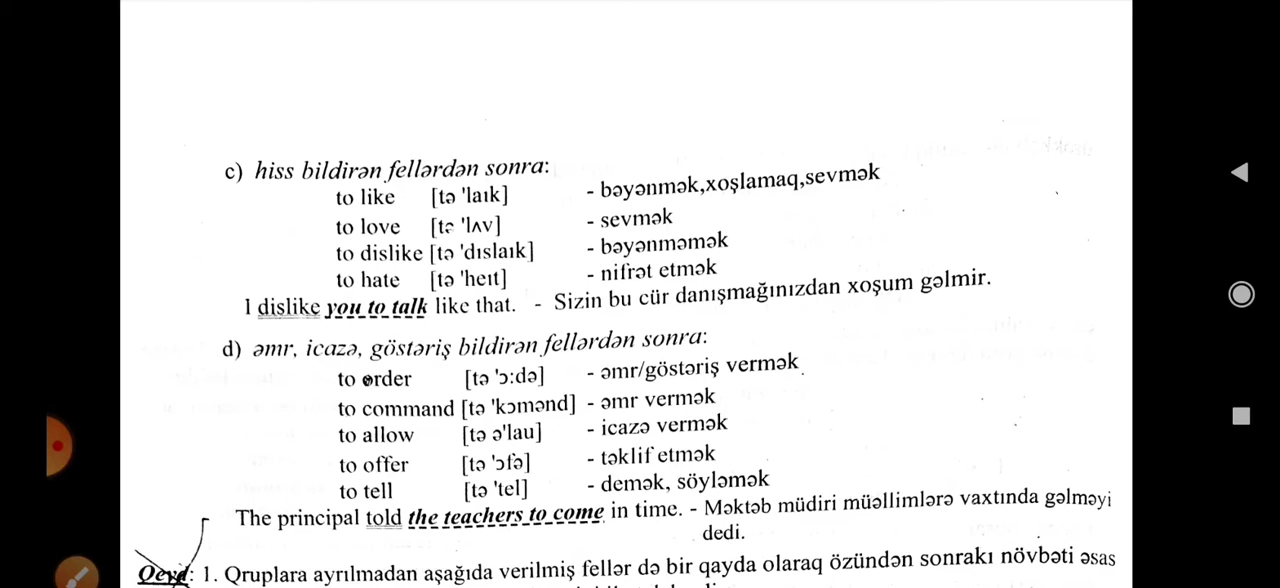 c) hiss bildirən fellərdən sonra:
to like [tə 'laık] - bəyənmək,xoşlamaq,sevmək
to love [tə 'lʌv] - sevmək
to dislike [tə 'dıslaık] - bəyənməmək
to hate [tə 'heıt] - nifrət etmək
I dislike you to talk like that. - Sizin bu cür danışmağınızdan xoşum gəlmir.
d) əmr, icazə, göstəriş bildirən fellərdən sonra:
to order [tə 'ɔ:də] - əmr/göstəriş vermək
to command [tə 'kɔmənd] - əmr vermək
to allow [tə ə'lau] - icazə vermək
to offer [tə 'ɔfə] - təklif etmək
to tell [tə 'tel] - demək, söyləmək
The principal told the teachers to come in time. - Məktəb müdiri müəllimlərə vaxtında gəlməyi
dedi.
Qeyd: 1. Qruplara ayrılmadan aşağıda verilmiş fellər də bir qayda olaraq özündən sonrakı növbəti əsas